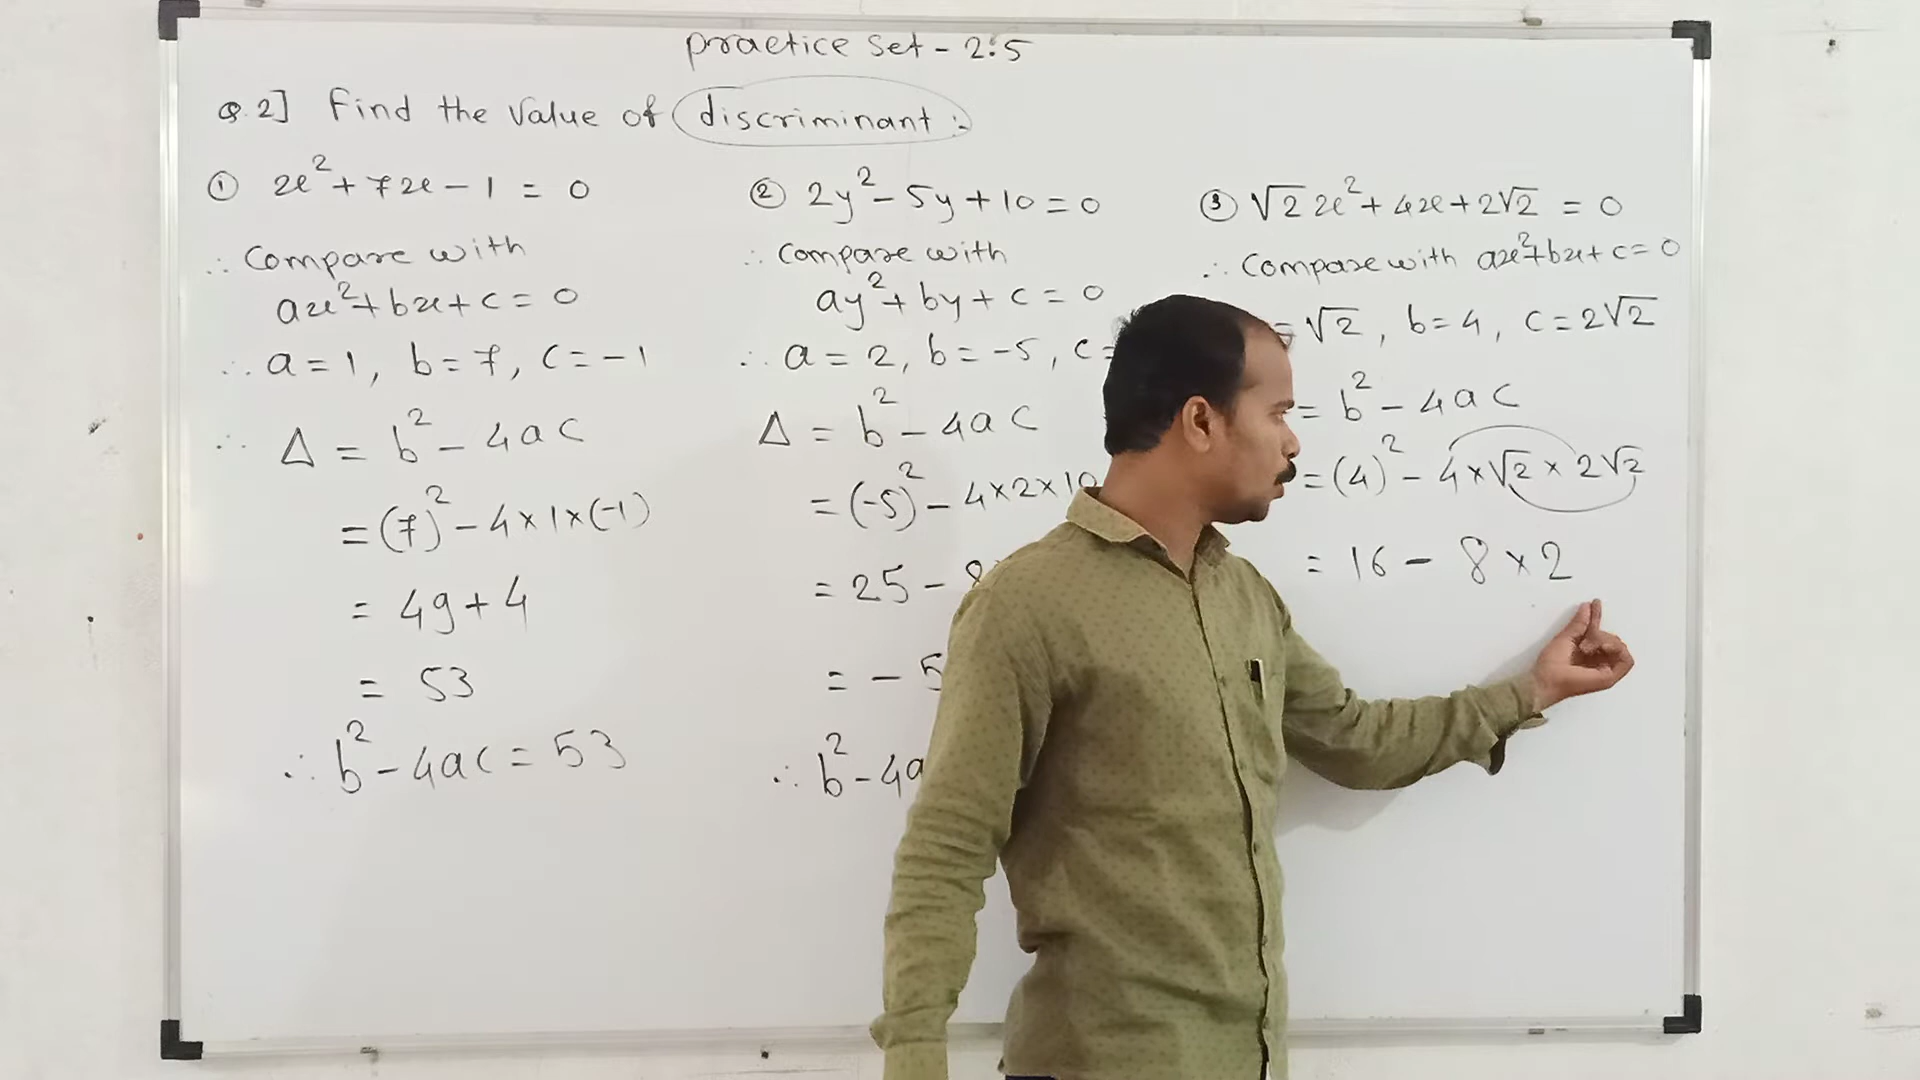 practice set - 2.5
Q.2] Find the value of discriminant :-
① x² + 7x - 1 = 0
∴ Compare with
ax² + bx + c = 0
∴ a = 1, b = 7, c = -1
∴ Δ = b² - 4ac
= (7)² - 4 × 1 × (-1)
= 49 + 4
= 53
∴ b² - 4ac = 53
② 2y² - 5y + 10 = 0
∴ Compare with
ay² + by + c = 0
∴ a = 2, b = -5, c =
Δ = b² - 4ac
= (-5)² - 4 × 2 × 10
= 25 - 8
= - 5
∴ b² - 4a
③ √2x² + 4x + 2√2 = 0
∴ Compare with ax² + bx + c = 0
= √2, b = 4, c = 2√2
= b² - 4ac
= (4)² - 4 × √2 × 2√2
= 16 - 8 × 2